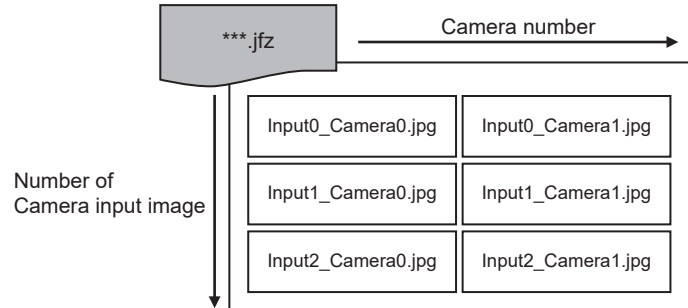 ***.jfz
Camera number
Input0_Camera0.jpg
Input0_Camera1.jpg
Number of
Camera input image
Input1_Camera0.jpg
Input1_Camera1.jpg
Input2_Camera0.jpg
Input2_Camera1.jpg